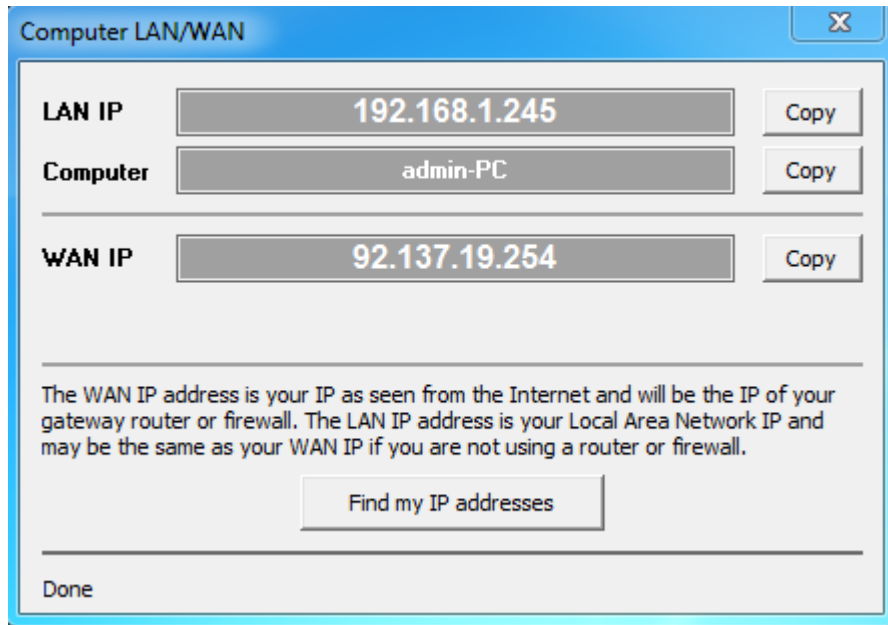 Computer LAN/WAN
LAN IP 192.168.1.245 Copy
Computer admin-PC Copy
WAN IP 92.137.19.254 Copy
The WAN IP address is your IP as seen from the Internet and will be the IP of your
gateway router or firewall. The LAN IP address is your Local Area Network IP and
may be the same as your WAN IP if you are not using a router or firewall.
Find my IP addresses
Done